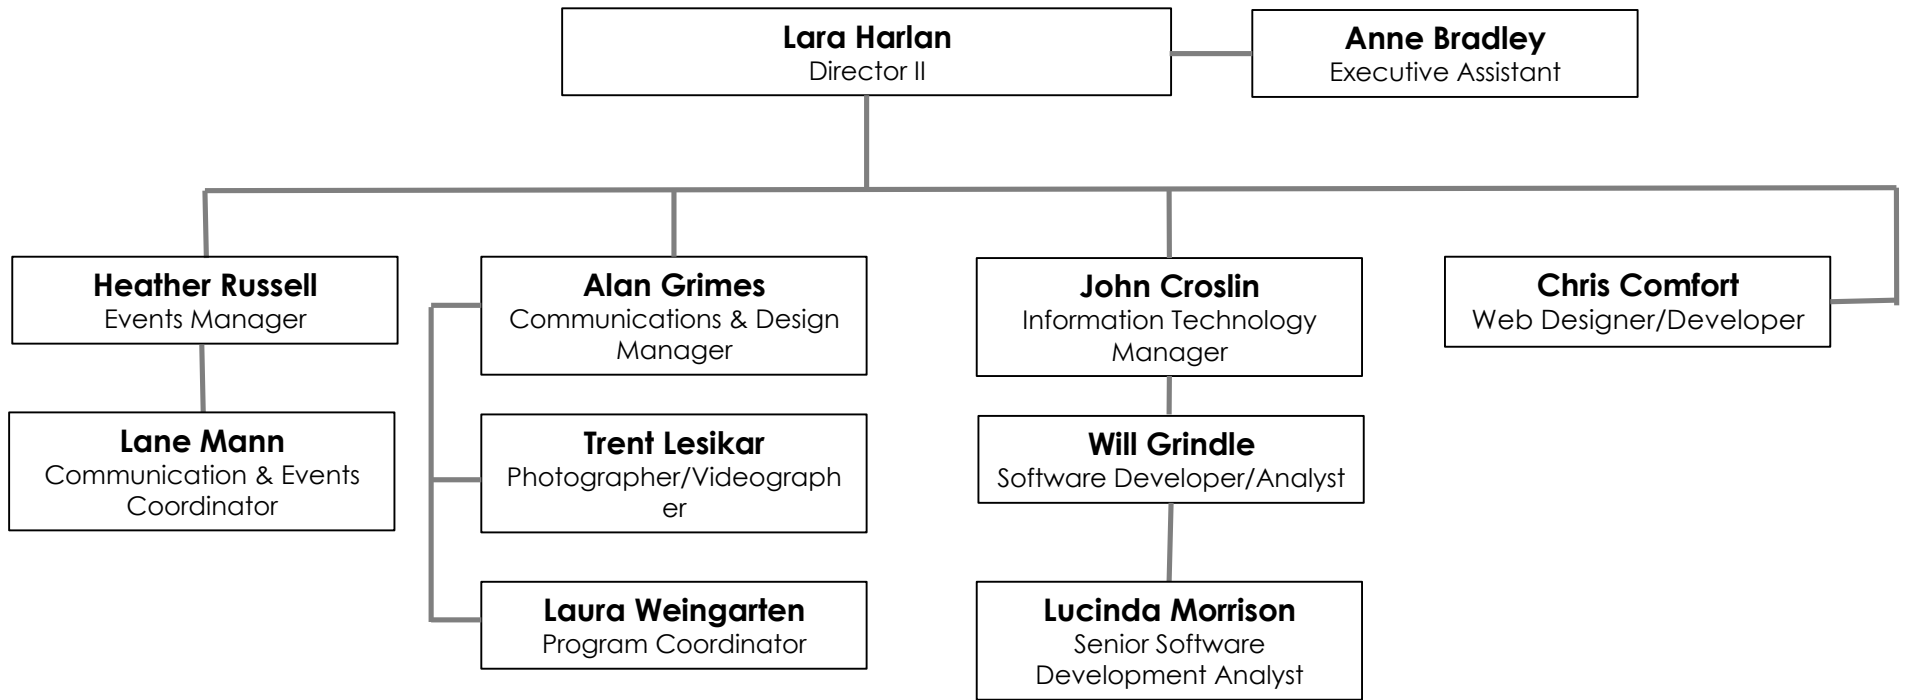 Lara Harlan
Director II
Anne Bradley
Executive Assistant
Heather Russell
Events Manager
Alan Grimes
Communications & Design
Manager
John Croslin
Information Technology
Manager
Chris Comfort
Web Designer/Developer
Lane Mann
Communication & Events
Coordinator
Trent Lesikar
Photographer/Videograph
er
Will Grindle
Software Developer/Analyst
Laura Weingarten
Program Coordinator
Lucinda Morrison
Senior Software
Development Analyst